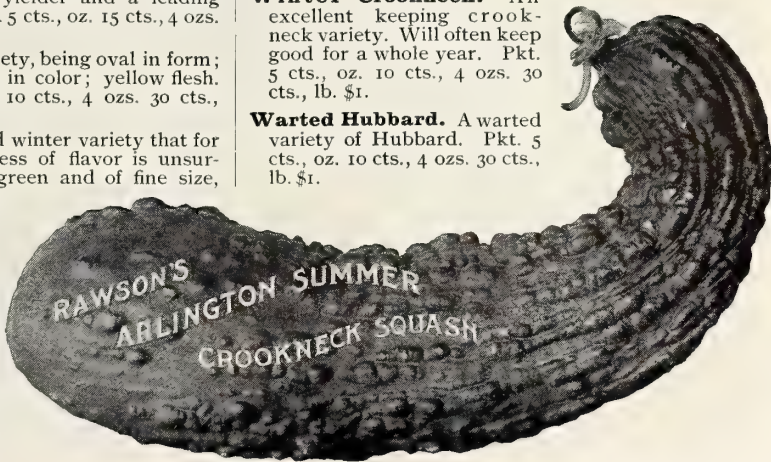 yielder and a leading
5 cts., oz. 15 cts., 4 ozs.
ety, being oval in form;
in color; yellow flesh.
10 cts., 4 ozs. 30 cts.,
d winter variety that for
ess of flavor is unsur-
green and of fine size,
excellent keeping crook-
neck variety. Will often keep
good for a whole year. Pkt.
5 cts., oz. 10 cts., 4 ozs. 30
cts., lb. $1.
Warted Hubbard. A warted
variety of Hubbard. Pkt. 5
cts., oz. 10 cts., 4 ozs. 30 cts.,
lb. $1.
RAWSON'S
ARLINGTON SUMMER
CROOKNECK SQUASH